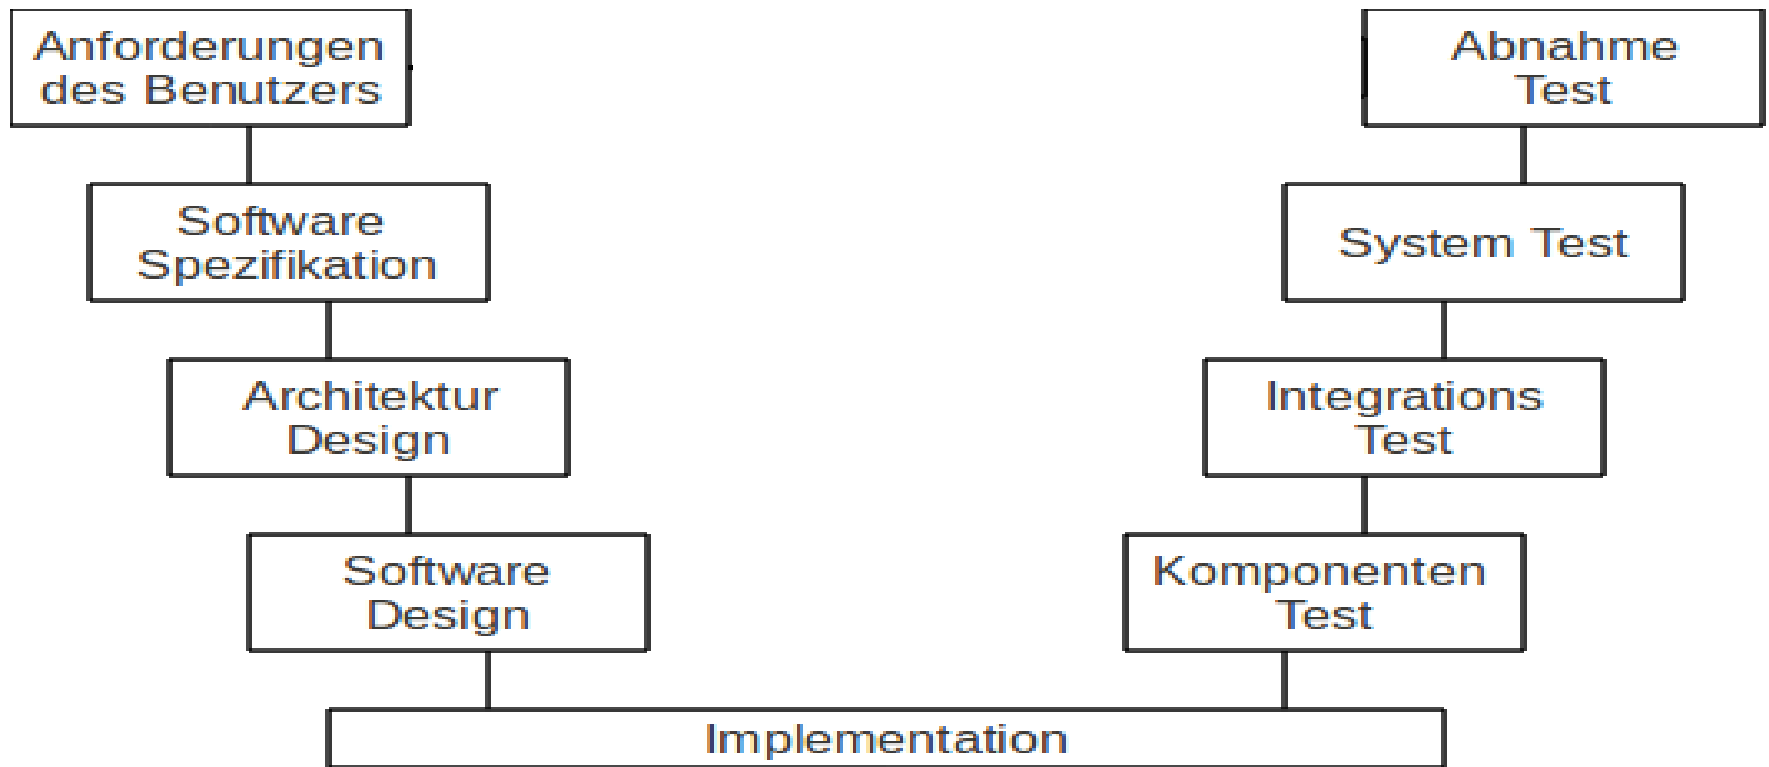 Anforderungen
des Benutzers
Abnahme
Test
Software
Spezifikation
System Test
Architektur
Design
Integrations
Test
Software
Design
Komponenten
Test
Implementation